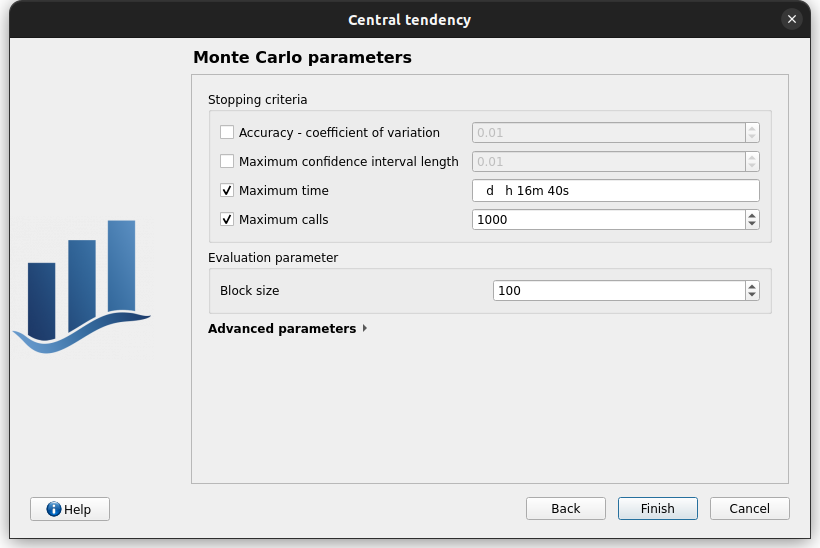 Central tendency
Monte Carlo parameters
Stopping criteria
Accuracy - coefficient of variation 0.01
Maximum confidence interval length 0.01
Maximum time d h 16m 40s
Maximum calls 1000
Evaluation parameter
Block size 100
Advanced parameters
Help Back Finish Cancel